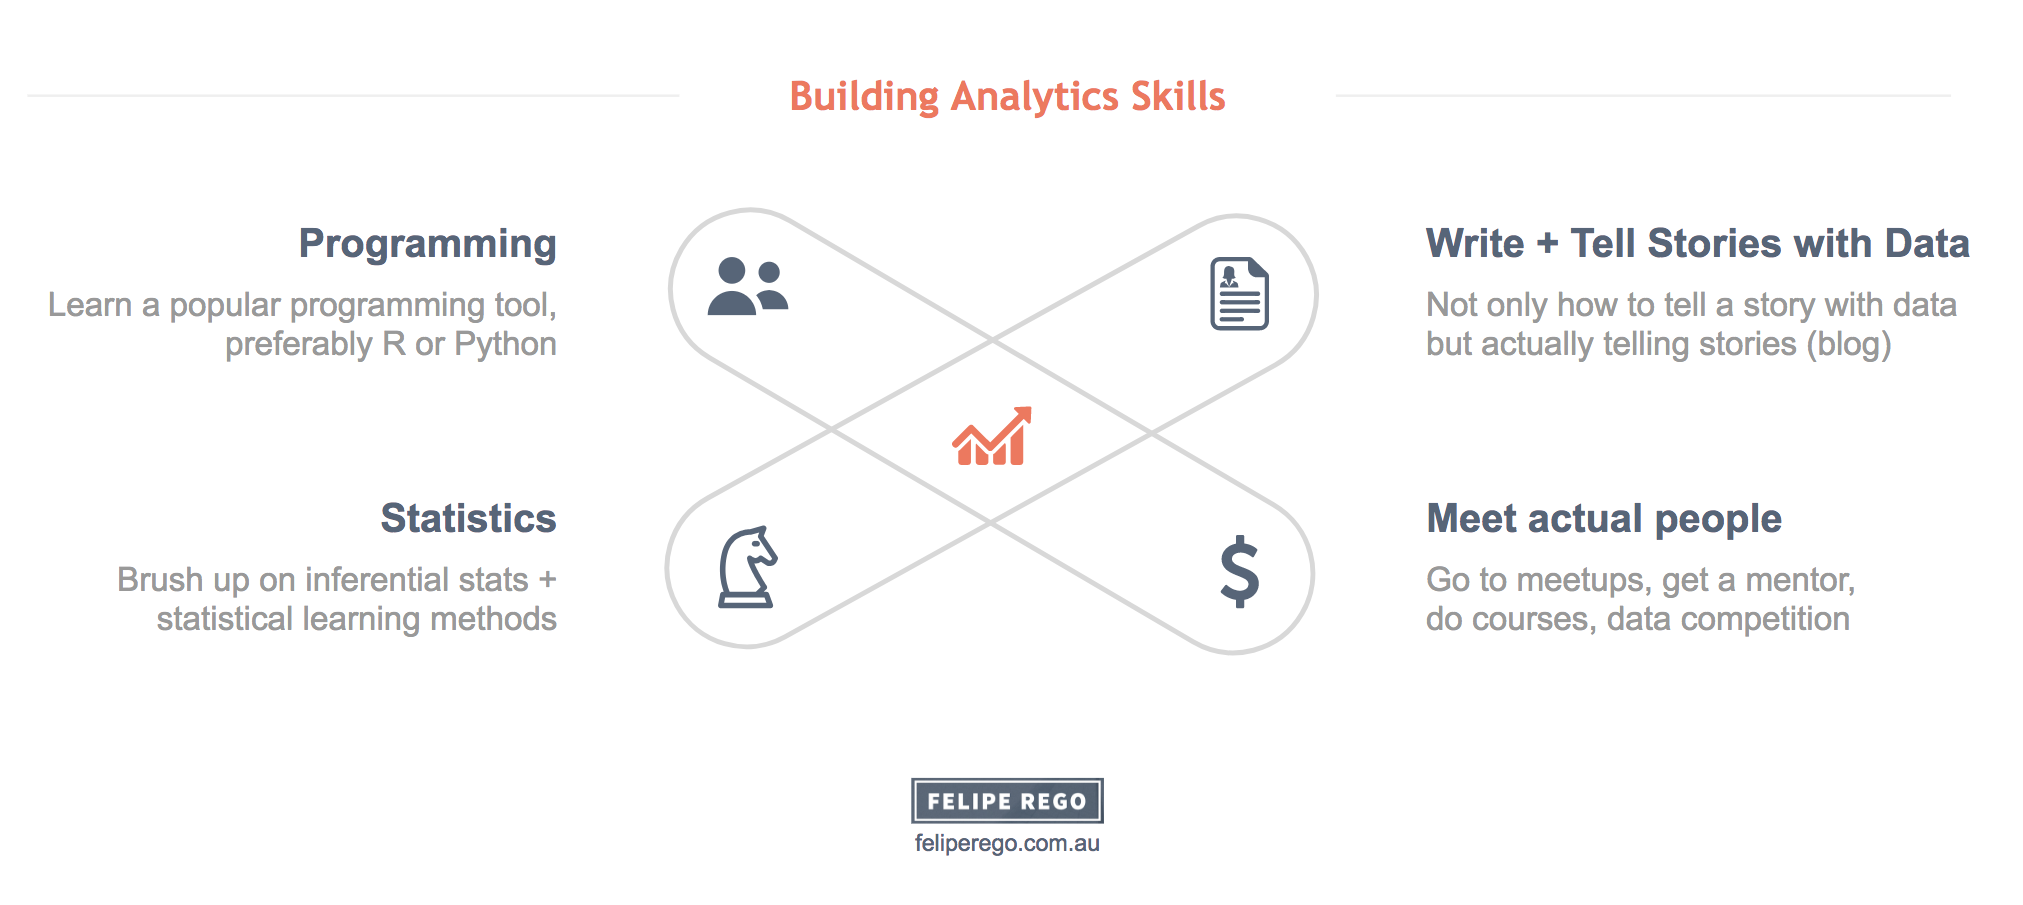 Building Analytics Skills
Programming
Learn a popular programming tool,
preferably R or Python
Write + Tell Stories with Data
Not only how to tell a story with data
but actually telling stories (blog)
Statistics
Brush up on inferential stats +
statistical learning methods
Meet actual people
Go to meetups, get a mentor,
do courses, data competition
FELIPE REGO
feliperego.com.au